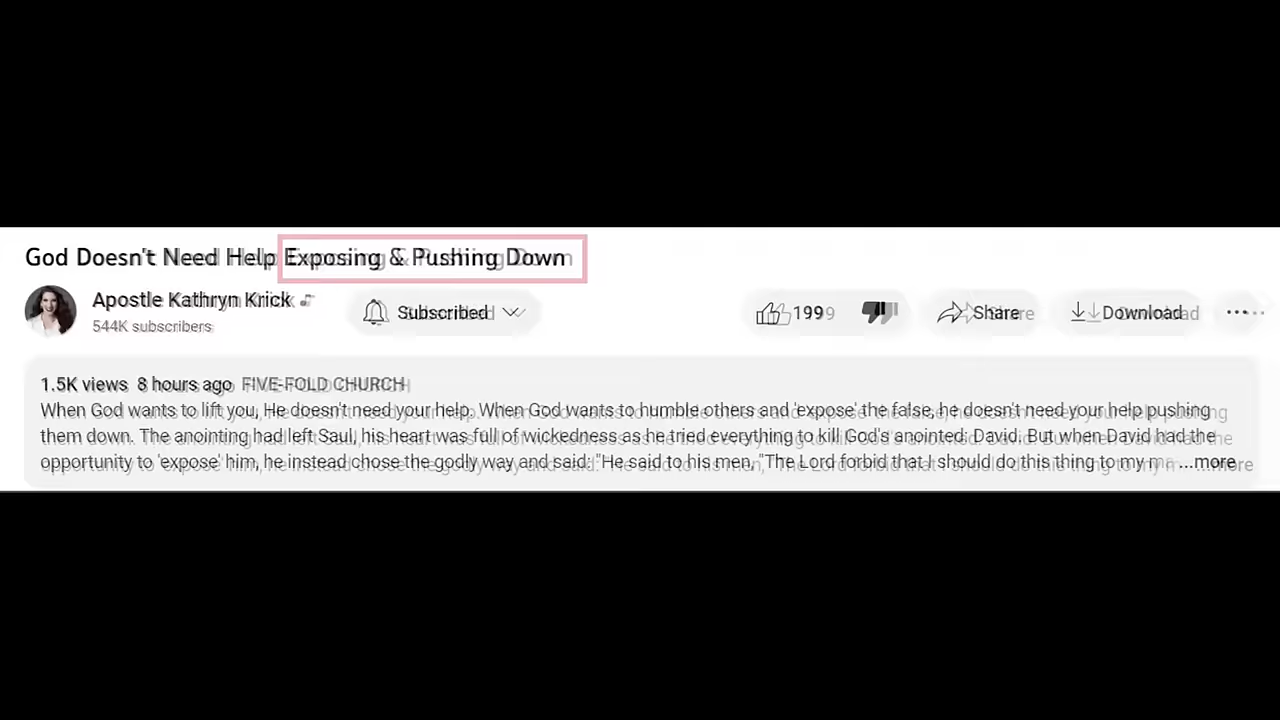 God Doesn't Need Help Exposing & Pushing Down
Apostle Kathryn Krick
544K subscribers
Subscribed
199
Share
Download
1.5K views 8 hours ago FIVE-FOLD CHURCH
When God wants to lift you, He doesn't need your help. When God wants to humble others and 'expose' the false, he doesn't need your help pushing
them down. The anointing had left Saul, his heart was full of wickedness as he tried everything to kill God's anointed: David. But when David had the
opportunity to 'expose' him, he instead chose the godly way and said: "He said to his men, "The Lord forbid that I should do this thing to my m ...more